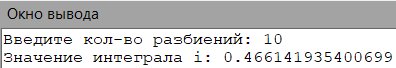 Окно вывода
Введите кол-во разбиений: 10
Значение интеграла i: 0.466141935400699